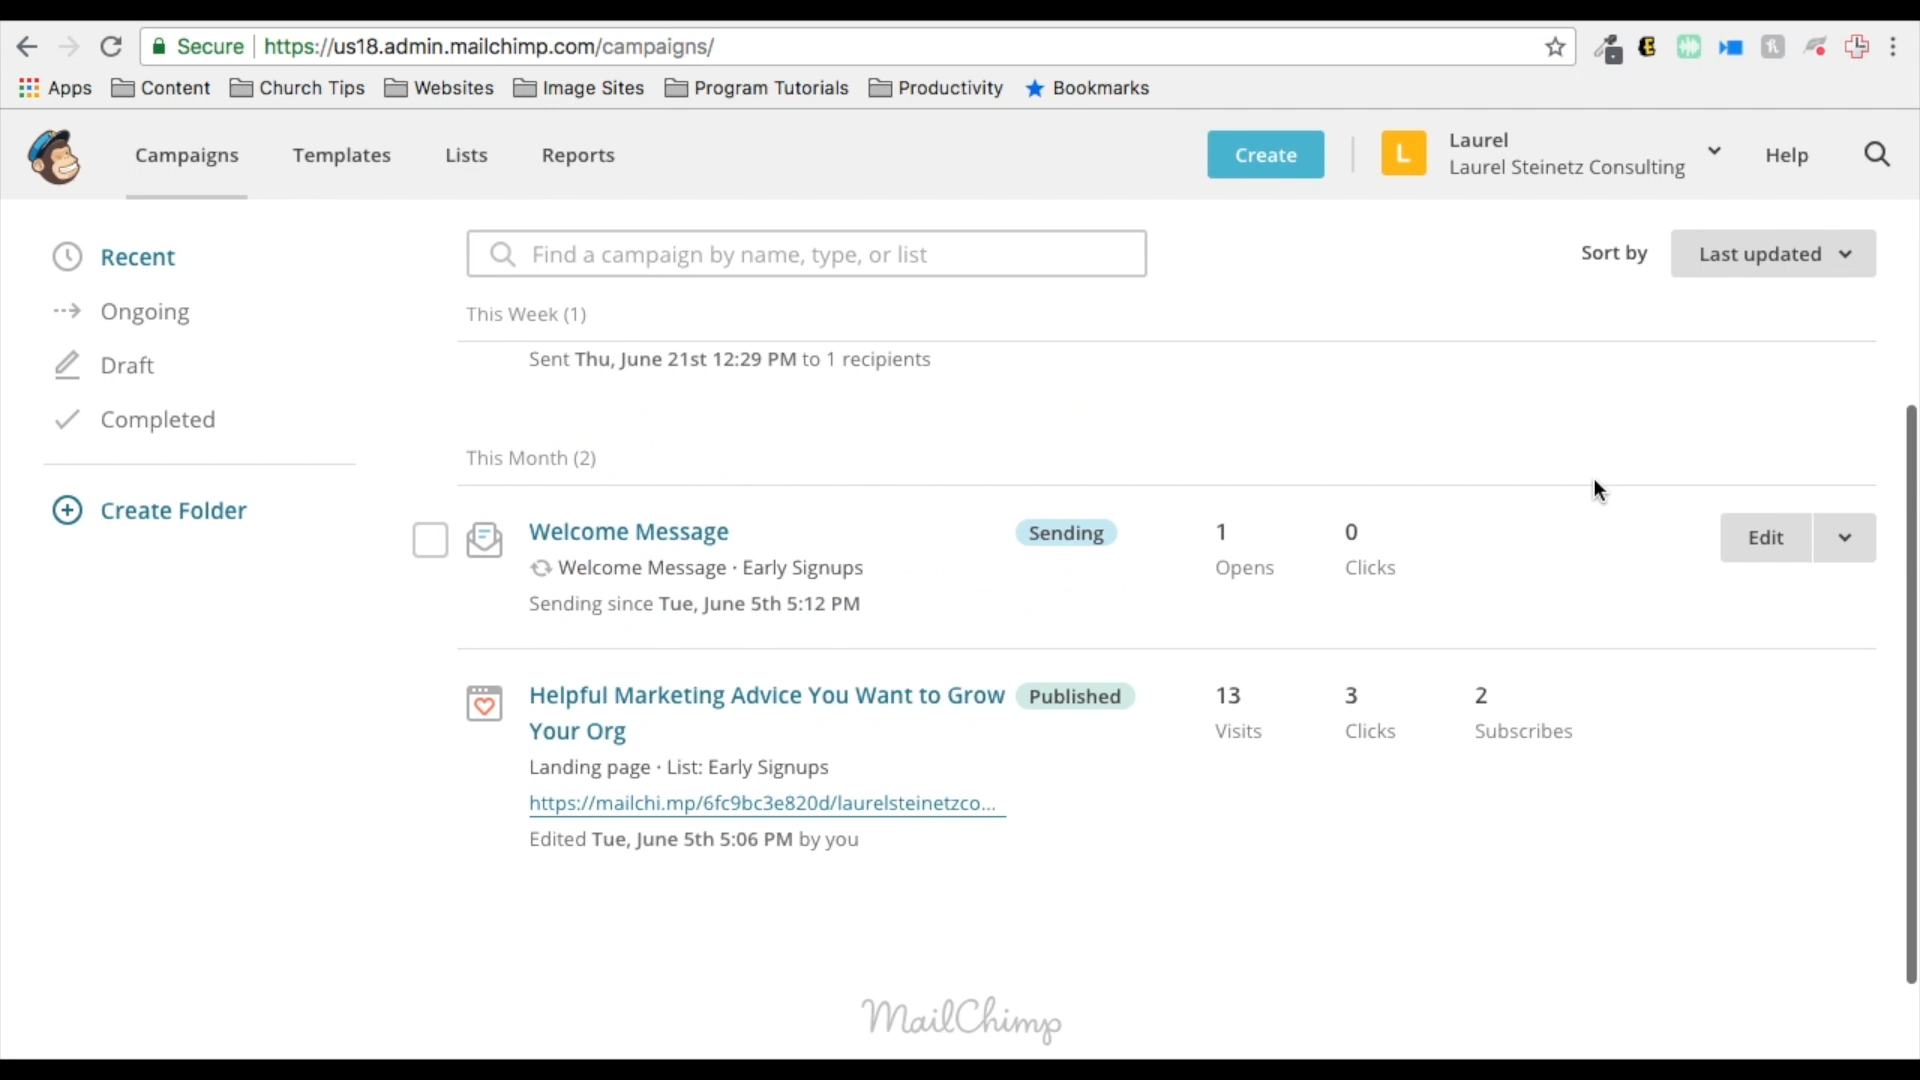 Secure https://us18.admin.mailchimp.com/campaigns/
Apps Content Church Tips Websites Image Sites Program Tutorials Productivity Bookmarks
Campaigns Templates Lists Reports Create L Laurel Help
Laurel Steinetz Consulting
Recent
Ongoing
Draft
Completed
Create Folder
Find a campaign by name, type, or list Sort by Last updated
This Week (1)
Sent Thu, June 21st 12:29 PM to 1 recipients
This Month (2)
Welcome Message Sending 1 0 Edit
Welcome Message · Early Signups Opens Clicks
Sending since Tue, June 5th 5:12 PM
Helpful Marketing Advice You Want to Grow Published 13 3 2
Your Org Visits Clicks Subscribes
Landing page · List: Early Signups
https://mailchi.mp/6fc9bc3e820d/laurelsteinetzco...
Edited Tue, June 5th 5:06 PM by you
MailChimp